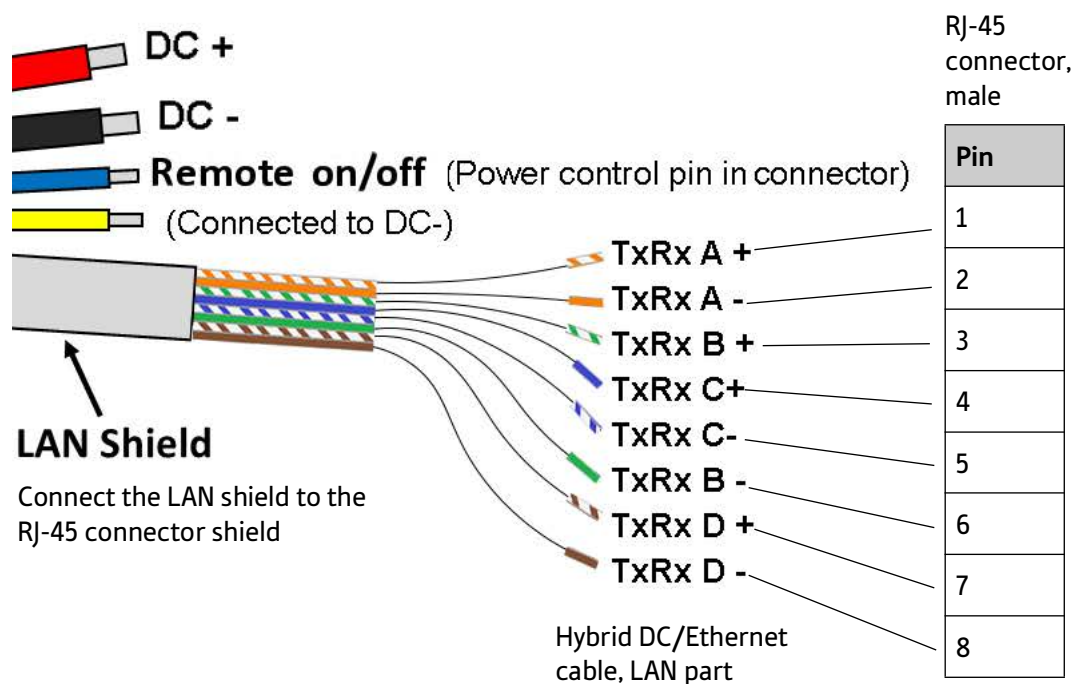 DC +
DC -
Remote on/off (Power control pin in connector)
(Connected to DC-)
LAN Shield
Connect the LAN shield to the
RJ-45 connector shield
TxRx A +
TxRx A -
TxRx B +
TxRx C+
TxRx C-
TxRx B -
TxRx D +
TxRx D -
Hybrid DC/Ethernet
cable, LAN part
RJ-45
connector,
male
Pin
1
2
3
4
5
6
7
8